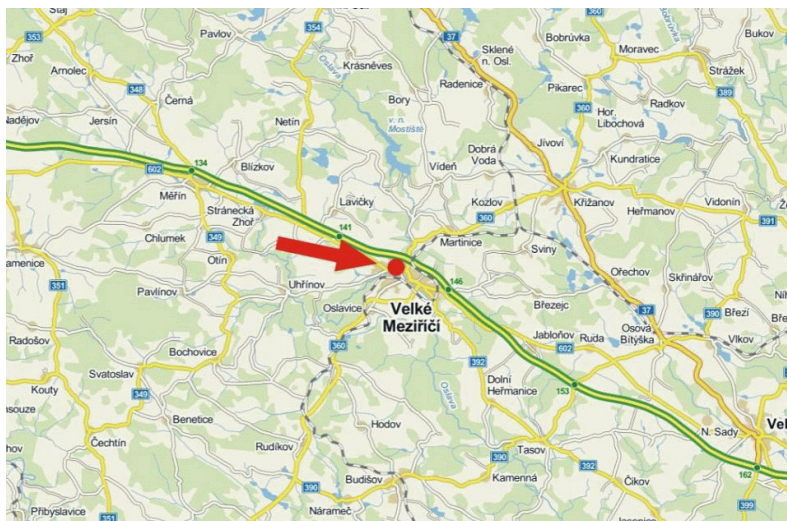 353
Pavlov
354
37
360
Bobrůvka
Moravec
Bukov
Zhoř
Arnolec
Krásněves
Sklené
n. Osl.
Strážek
348
Černá
Oslava
Radenice
Pikarec
389
Bory
360
Radkov
Nadějov
Jersín
Netín
v. n.
Mostiště
Hor.
Libochová
134
Dobrá
Voda
Jívoví
602
Blízkov
Vídeň
Kundratice
Měřín
Lavičky
Kozlov
Křižanov
Vidonín
Stránecká
Zhoř
360
Heřmanov
391
Chlumek
349
141
Martinice
Otín
Sviny
Ořechov
Skřinářov
351
Uhřínov
146
Pavlínov
Oslavice
Velké
Meziříčí
Březejc
37
390
Březí
Radošov
360
Jabloňov
Ruda
Osová
Bítýška
Vlkov
Bochovice
602
Svatoslav
392
Kouty
349
Oslava
Dolní
Heřmanice
153
Benetice
Hodov
Čechtín
Rudíkov
N. Sady
390
Tasov
392
162
Budišov
Kamenná
Čikov
390
390
399
Přibyslavice
351
Nárameč